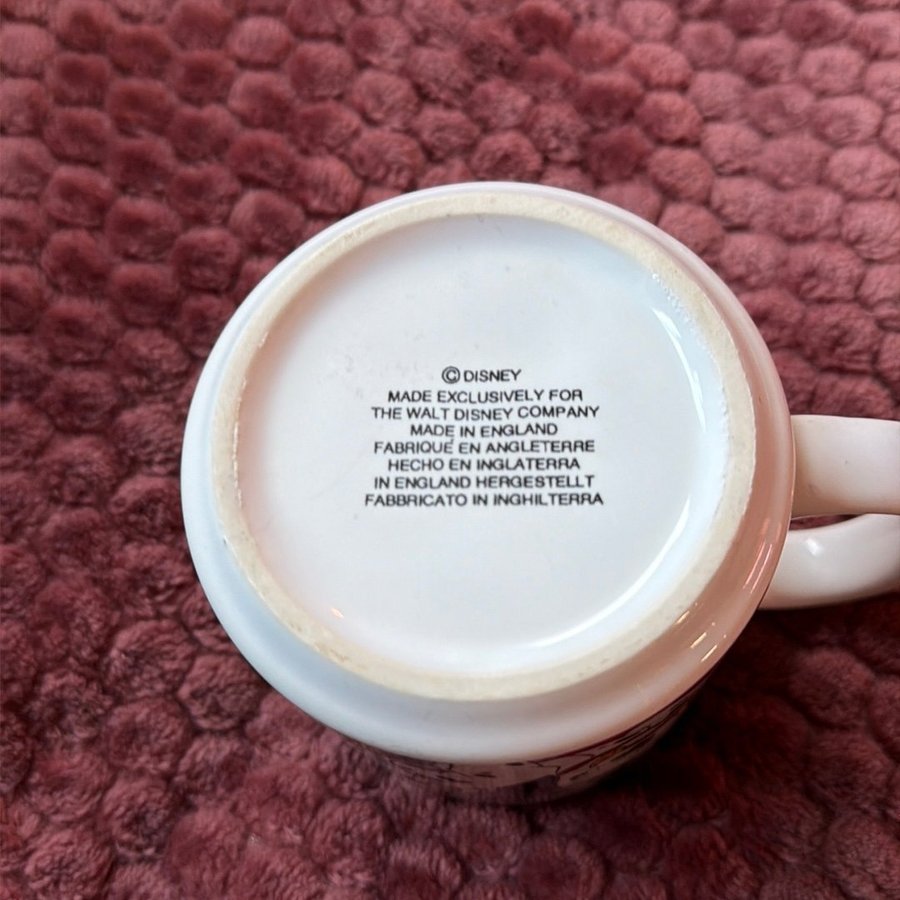 © DISNEY
MADE EXCLUSIVELY FOR
THE WALT DISNEY COMPANY
MADE IN ENGLAND
FABRIQUÉ EN ANGLETERRE
HECHO EN INGLATERRA
IN ENGLAND HERGESTELLT
FABBRICATO IN INGHILTERRA